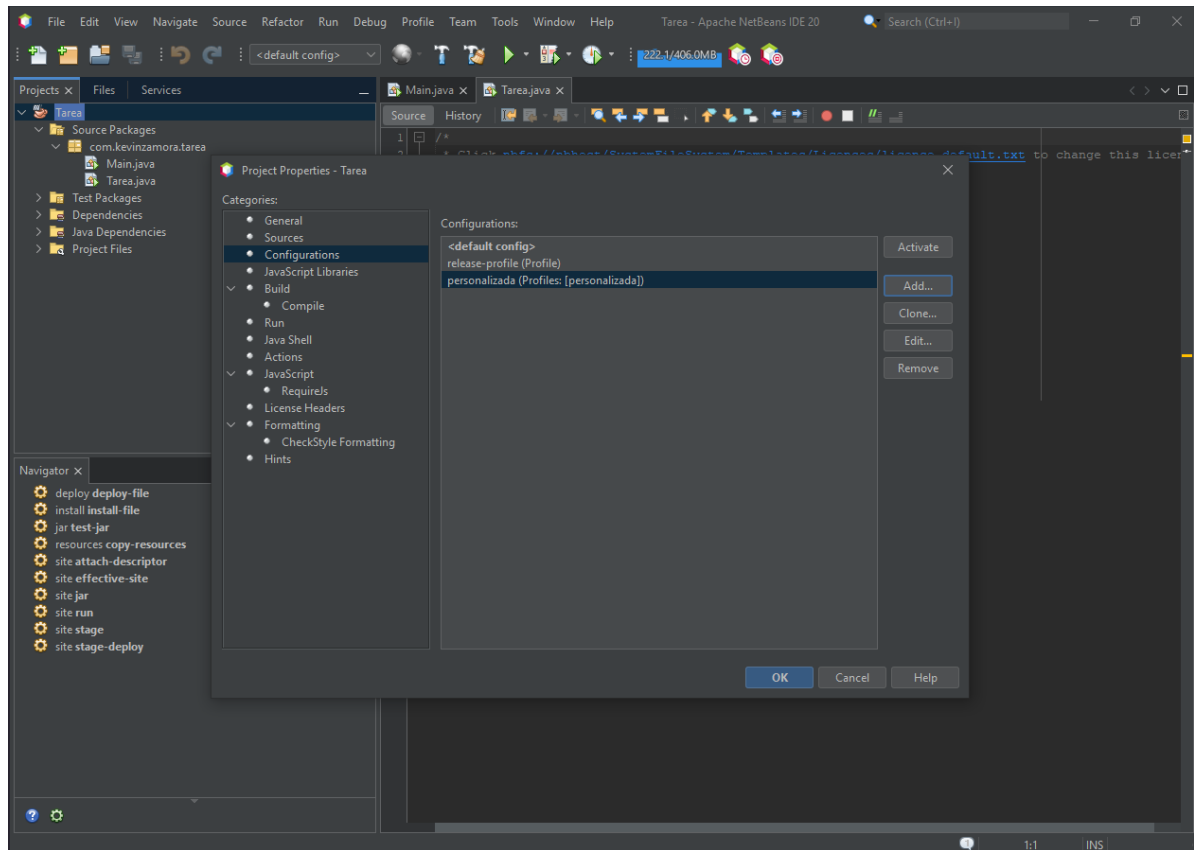 File Edit View Navigate Source Refactor Run Debug Profile Team Tools Window Help Tarea - Apache NetBeans IDE 20 Search (Ctrl+I)
<default config> 222.1/406.0MB
Projects Files Services
Main.java Tarea.java
Tarea
Source Packages
com.kevinzamora.tarea
Main.java
Tarea.java
Test Packages
Dependencies
Java Dependencies
Project Files
Source History
1 /*
to change this licen
Project Properties - Tarea
Categories:
General
Sources
Configurations
JavaScript Libraries
Build
Compile
Run
Java Shell
Actions
JavaScript
RequireJs
License Headers
Formatting
CheckStyle Formatting
Hints
Configurations:
<default config>
release-profile (Profile)
personalizada (Profiles: [personalizada])
Activate
Add...
Clone...
Edit...
Remove
OK Cancel Help
Navigator
deploy deploy-file
install install-file
jar test-jar
resources copy-resources
site attach-descriptor
site effective-site
site jar
site run
site stage
site stage-deploy
1:1 INS